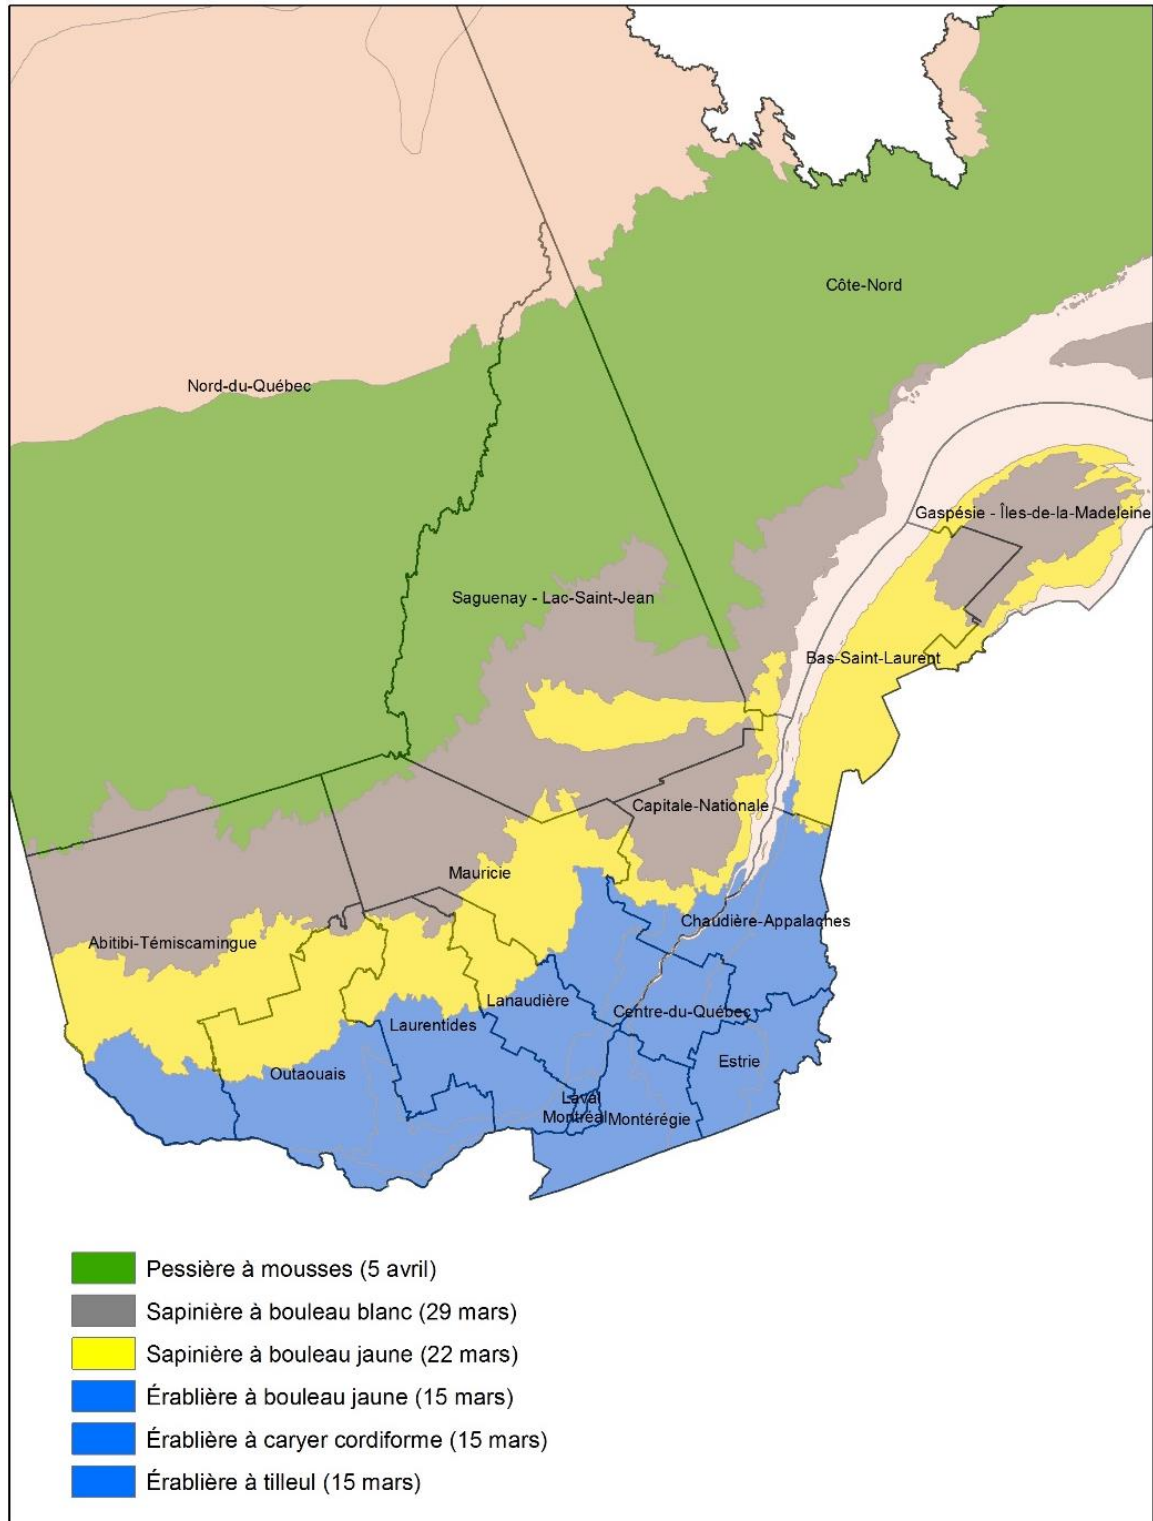 Côte-Nord
Nord-du-Québec
Gaspésie - Îles-de-la-Madeleine
Saguenay - Lac-Saint-Jean
Bas-Saint-Laurent
Capitale-Nationale
Mauricie
Chaudière-Appalaches
Abitibi-Témiscamingue
Lanaudière
Centre-du-Québec
Laurentides
Estrie
Outaouais
Laval
Montréal
Montérégie
Pessière à mousses (5 avril)
Sapinière à bouleau blanc (29 mars)
Sapinière à bouleau jaune (22 mars)
Érablière à bouleau jaune (15 mars)
Érablière à caryer cordiforme (15 mars)
Érablière à tilleul (15 mars)